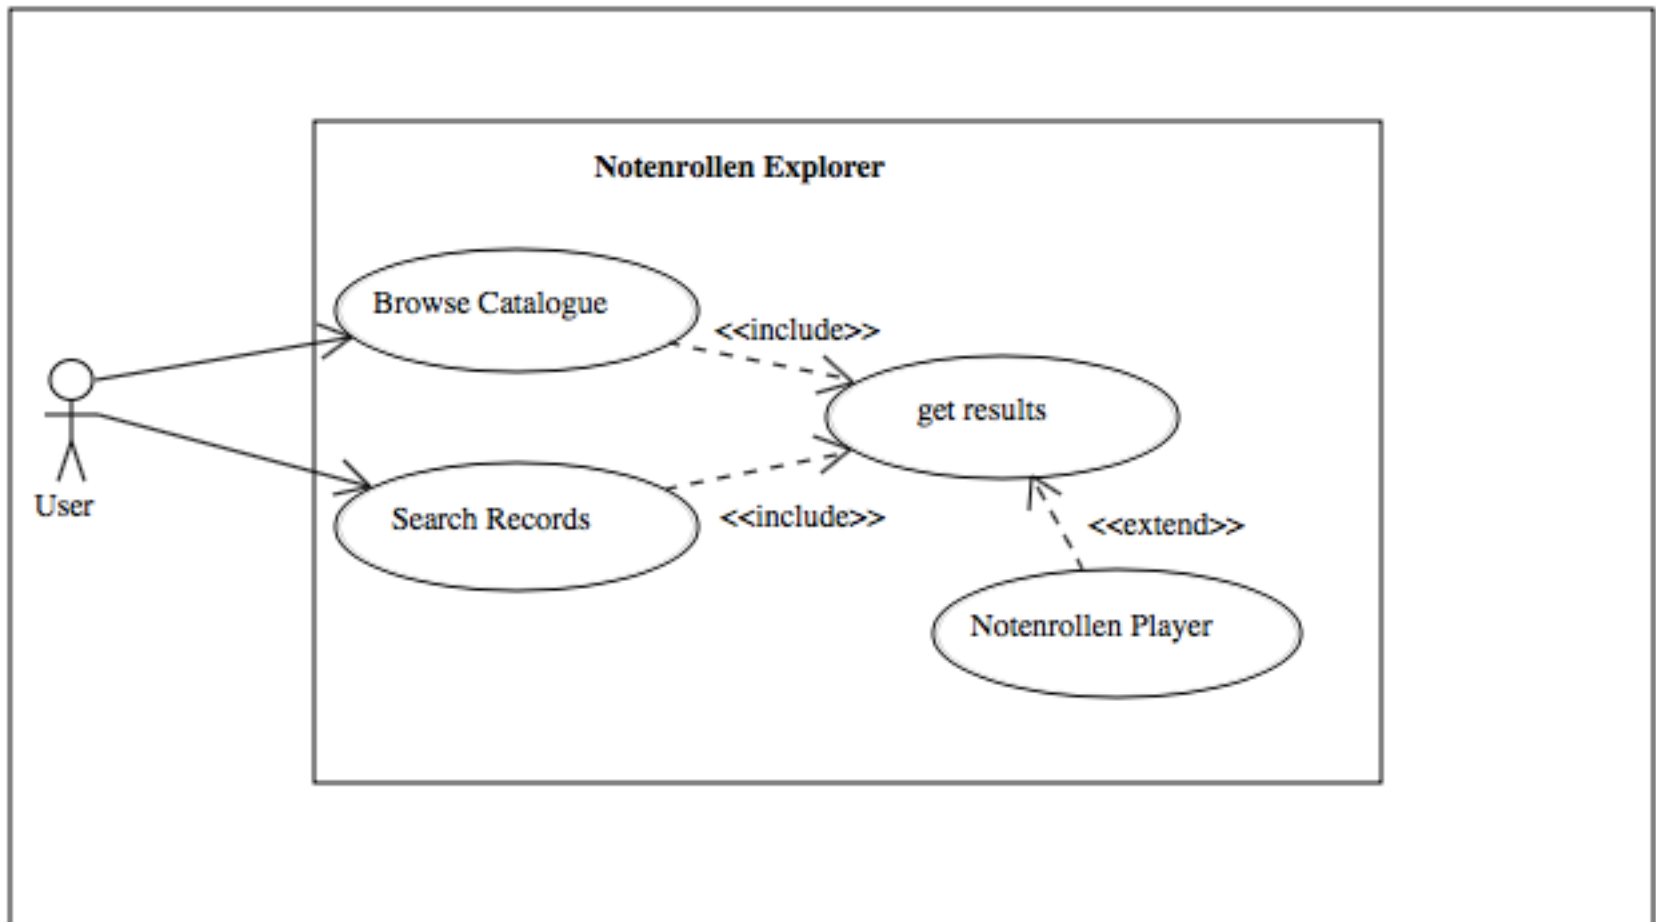 Notenrollen Explorer
Browse Catalogue
<<include>>
get results
User
Search Records
<<include>>
<<extend>>
Notenrollen Player